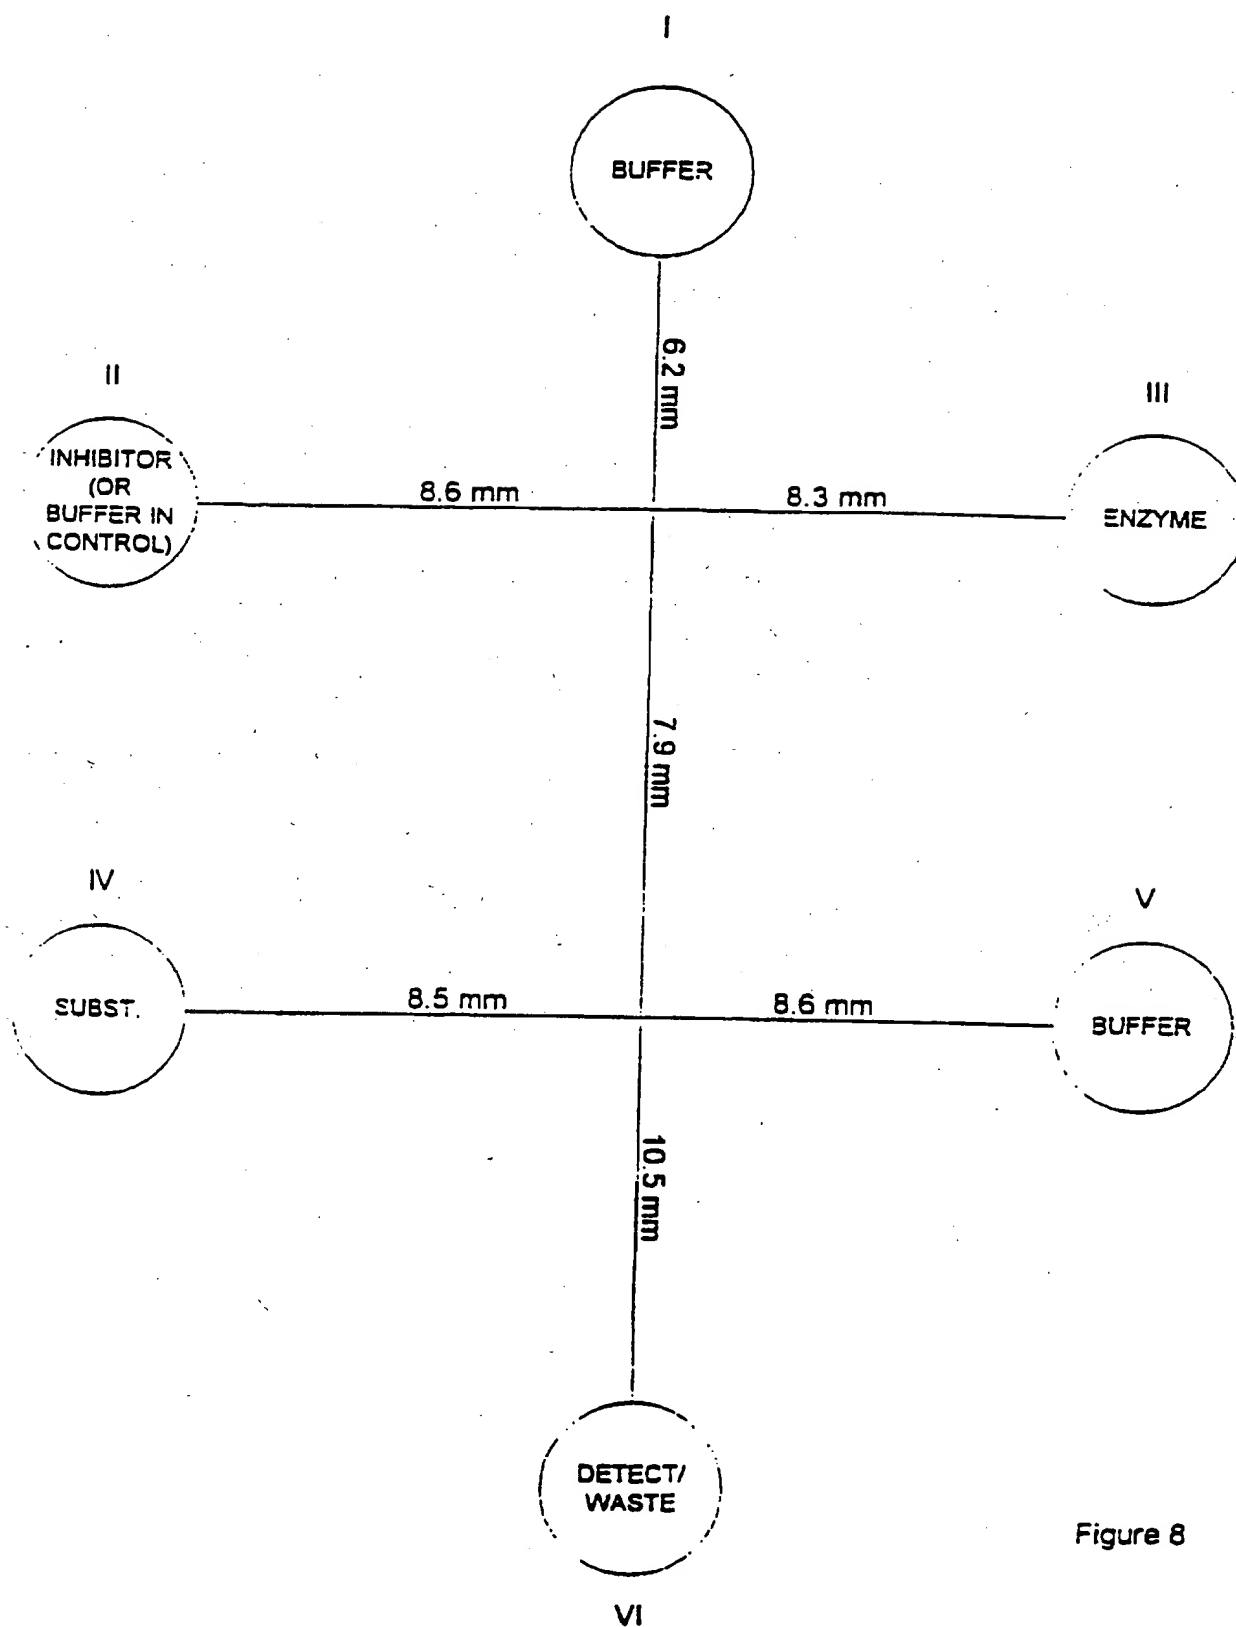 I
BUFFER
6.2 mm
II
III
INHIBITOR
(OR
BUFFER IN
CONTROL)
8.6 mm
8.3 mm
ENZYME
7.9 mm
IV
V
SUBST.
8.5 mm
8.6 mm
BUFFER
10.5 mm
DETECT/
WASTE
Figure 8
VI